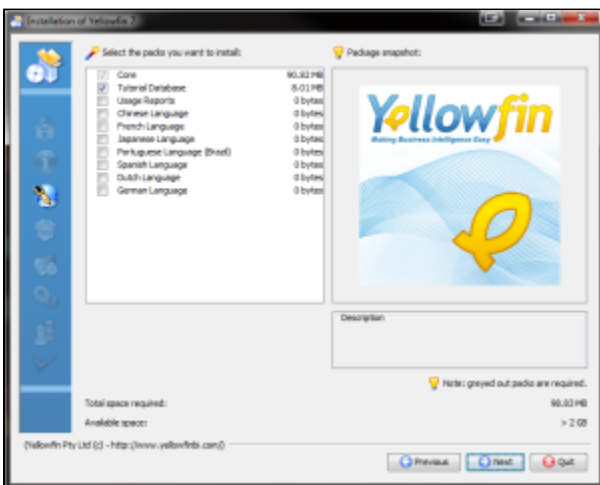 Installation of Yellowfin 7
Select the packs you want to install:
Core 90.82 MB
Tutorial Database 8.01 MB
Usage Reports 0 bytes
Chinese Language 0 bytes
French Language 0 bytes
Japanese Language 0 bytes
Portuguese Language (Brazil) 0 bytes
Spanish Language 0 bytes
Dutch Language 0 bytes
German Language 0 bytes
Package snapshot:
Yellowfin
Making Business Intelligence Easy
Description
Note: greyed out packs are required.
Total space required: 98.83 MB
Available space: > 2 GB
(Yellowfin Pty Ltd (c) - http://www.yellowfinbi.com/)
Previous
Next
Quit